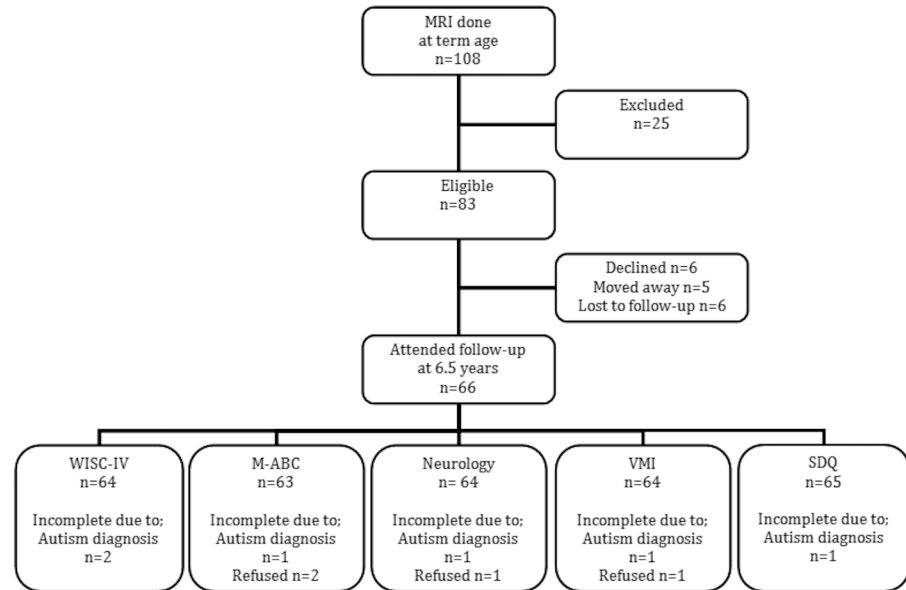 MRI done
at term age
n=108
Excluded
n=25
Eligible
n=83
Declined n=6
Moved away n=5
Lost to follow-up n=6
Attended follow-up
at 6.5 years
n=66
WISC-IV
n=64
Incomplete due to;
Autism diagnosis
n=2
M-ABC
n=63
Incomplete due to;
Autism diagnosis
n=1
Refused n=2
Neurology
n= 64
Incomplete due to;
Autism diagnosis
n=1
Refused n=1
VMI
n=64
Incomplete due to;
Autism diagnosis
n=1
Refused n=1
SDQ
n=65
Incomplete due to;
Autism diagnosis
n=1